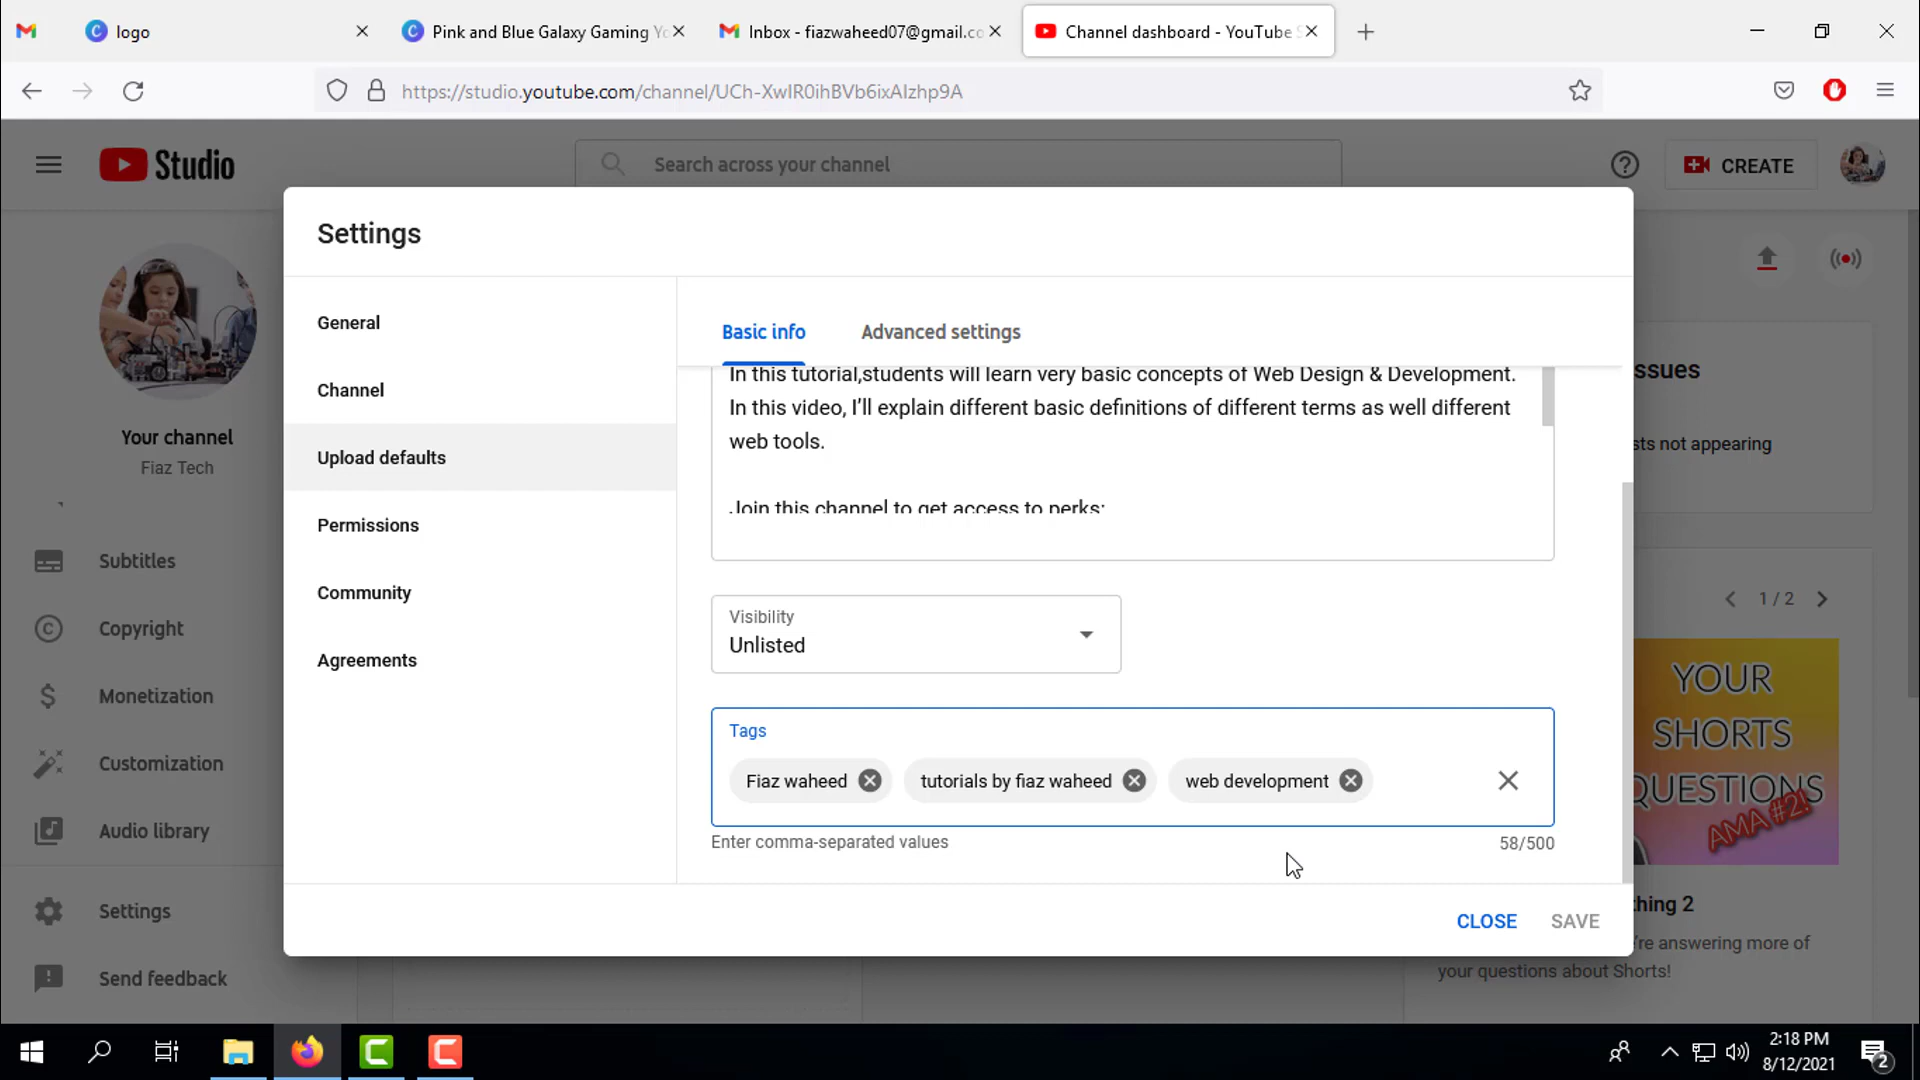 logo
Pink and Blue Galaxy Gaming Yo
Inbox - fiazwaheed07@gmail.co
Channel dashboard - YouTube S
https://studio.youtube.com/channel/UCh-XwIR0ihBVb6ixAIzhp9A
Studio
Search across your channel
CREATE
Settings
General
Channel
Upload defaults
Permissions
Community
Agreements
Your channel
Fiaz Tech
Subtitles
Copyright
Monetization
Customization
Audio library
Settings
Send feedback
Basic info
Advanced settings
In this tutorial,students will learn very basic concepts of Web Design & Development.
In this video, I'll explain different basic definitions of different terms as well different
web tools.
Join this channel to get access to perks:
Visibility
Unlisted
Tags
Fiaz waheed
tutorials by fiaz waheed
web development
Enter comma-separated values
58/500
CLOSE
SAVE
ssues
sts not appearing
1 / 2
YOUR
SHORTS
QUESTIONS
AMA #2!
hing 2
're answering more of
your questions about Shorts!
2:18 PM
8/12/2021
2